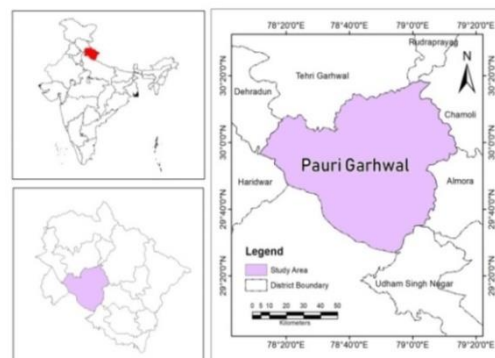 78°20'0"E 78°40'0"E 79°0'0"E 79°20'0"E
Rudraprayag
N
Tehri Garhwal
Dehradun
Chamoli
Pauri Garhwal
Haridwar
Almora
Legend
Study Area
District Boundary
Udham Singh Nagar
0 5 10 20 30 40 50
Kilometers
30°20'0"N
30°0'0"N
29°40'0"N
29°20'0"N
78°20'0"E 78°40'0"E 79°0'0"E 79°20'0"E